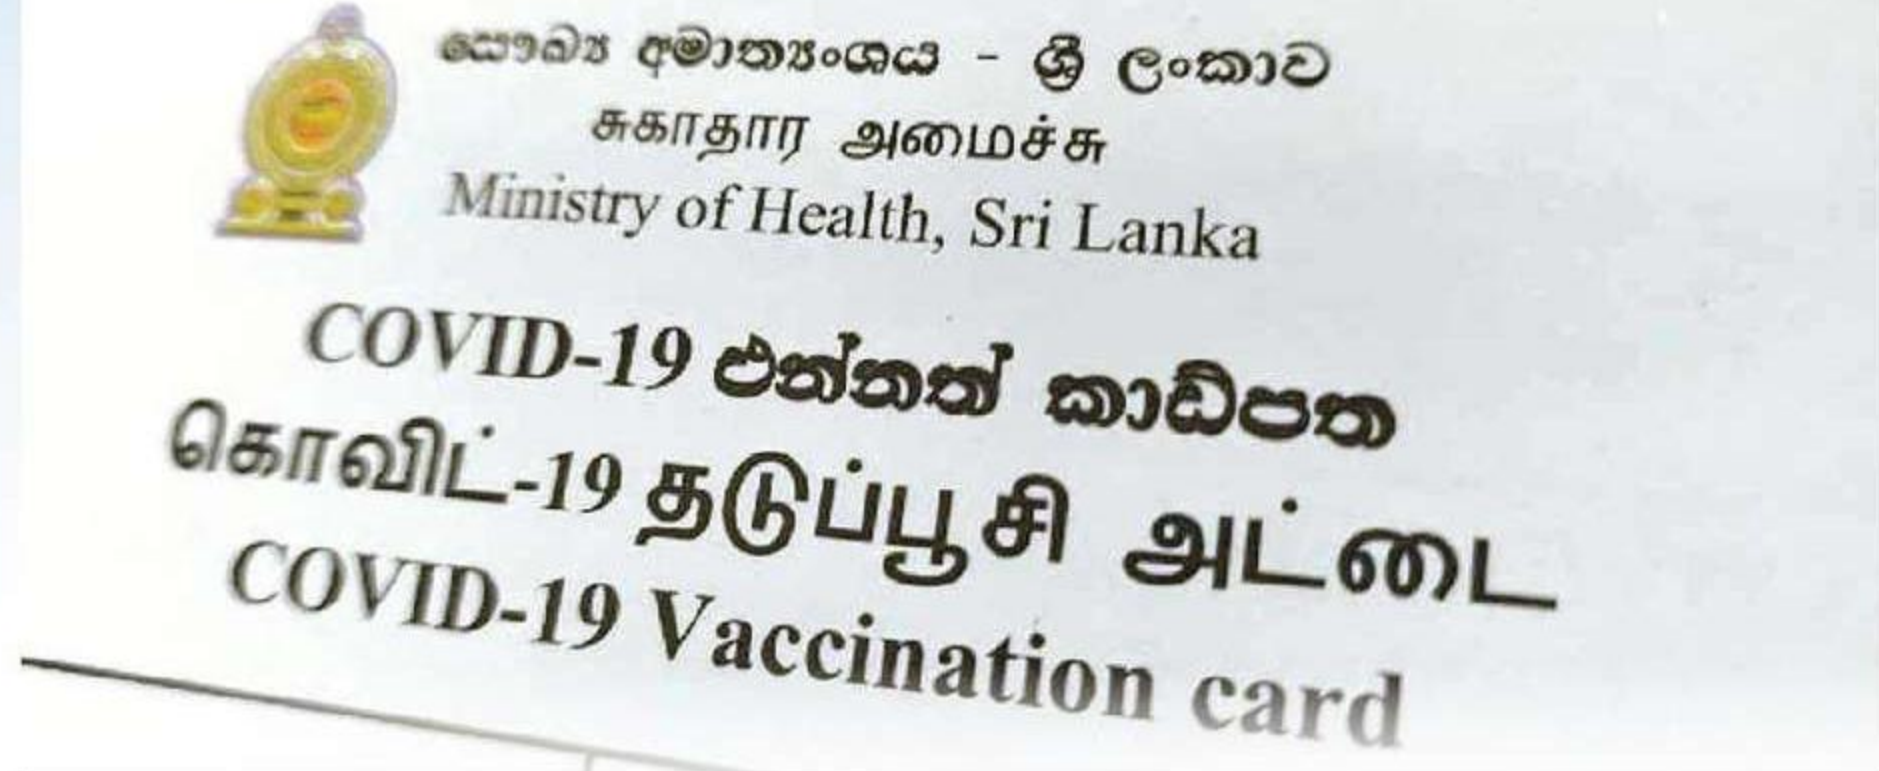 සෞඛ්‍ය අමාත්‍යංශය - ශ්‍රී ලංකාව
சுகாதார அமைச்சு
Ministry of Health, Sri Lanka
COVID-19 එන්නත් කාඩ්පත
கொவிட்-19 தடுப்பூசி அட்டை
COVID-19 Vaccination card